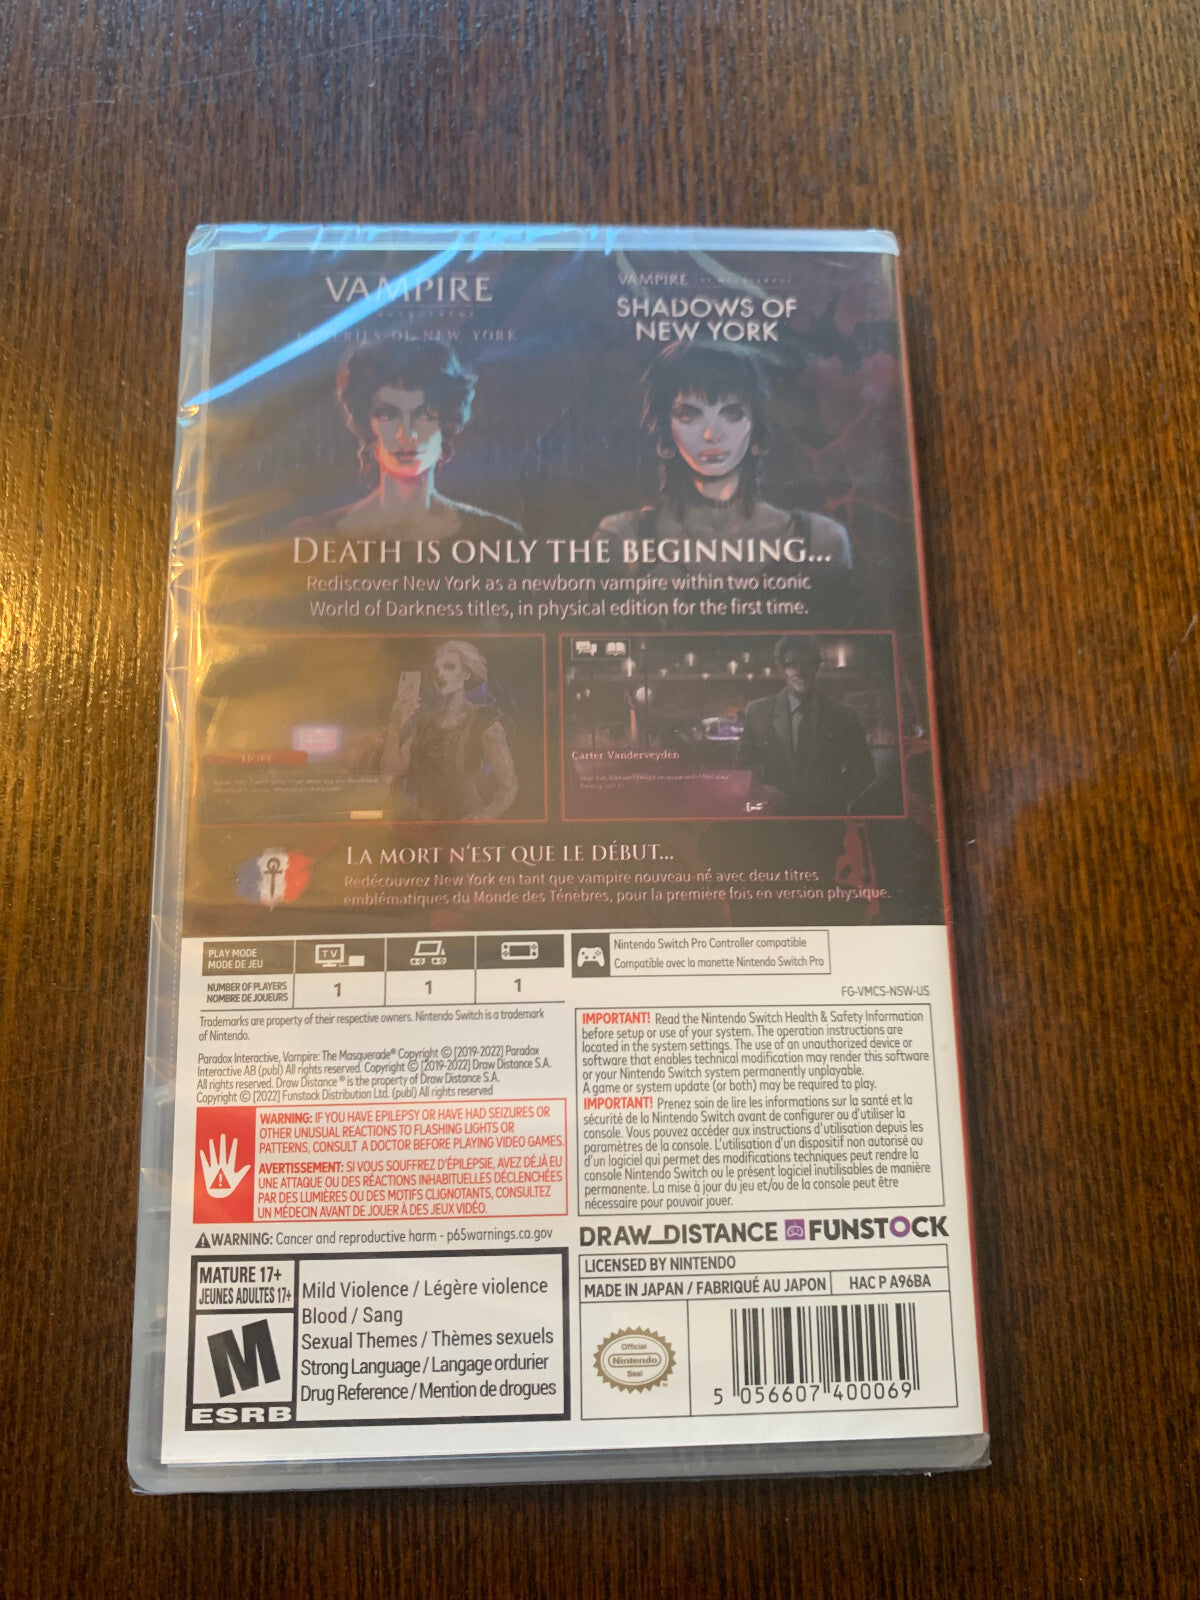 VAMPIRE
OF NEW YORK
VAMPIRE
SHADOWS OF
NEW YORK
DEATH IS ONLY THE BEGINNING...
Rediscover New York as a newborn vampire within two iconic
World of Darkness titles, in physical edition for the first time.
HOPE
Carter Vanderveyden
LA MORT N'EST QUE LE DÉBUT...
Redécouvrez New York en tant que vampire nouveau-né avec deux titres
emblématiques du Monde des Ténèbres, pour la première fois en version physique.
PLAY MODE
MODE DE JEU
TV
NUMBER OF PLAYERS
NOMBRE DE JOUEURS
1
1
1
Nintendo Switch Pro Controller compatible
Compatible avec la manette Nintendo Switch Pro
FG-VMCS-NSW-US
Trademarks are property of their respective owners. Nintendo Switch is a trademark
of Nintendo.
Paradox Interactive, Vampire: The Masquerade® Copyright © [2019-2022] Paradox
Interactive AB (publ) All rights reserved. Copyright © [2019-2022] Draw Distance S.A.
All rights reserved. Draw Distance ® is the property of Draw Distance S.A.
Copyright © [2022] Funstock Distribution Ltd. (publ) All rights reserved
WARNING: IF YOU HAVE EPILEPSY OR HAVE HAD SEIZURES OR
OTHER UNUSUAL REACTIONS TO FLASHING LIGHTS OR
PATTERNS, CONSULT A DOCTOR BEFORE PLAYING VIDEO GAMES.
AVERTISSEMENT: SI VOUS SOUFFREZ D'ÉPILEPSIE, AVEZ DÉJÀ EU
UNE ATTAQUE OU DES RÉACTIONS INHABITUELLES DÉCLENCHÉES
PAR DES LUMIÈRES OU DES MOTIFS CLIGNOTANTS, CONSULTEZ
UN MÉDECIN AVANT DE JOUER À DES JEUX VIDÉO.
WARNING: Cancer and reproductive harm - p65warnings.ca.gov
IMPORTANT! Read the Nintendo Switch Health & Safety Information
before setup or use of your system. The operation instructions are
located in the system settings. The use of an unauthorized device or
software that enables technical modification may render this software
or your Nintendo Switch system permanently unplayable.
A game or system update (or both) may be required to play.
IMPORTANT! Prenez soin de lire les informations sur la santé et la
sécurité de la Nintendo Switch avant de configurer ou d'utiliser la
console. Vous pouvez accéder aux instructions d'utilisation depuis les
paramètres de la console. L'utilisation d'un dispositif non autorisé ou
d'un logiciel qui permet des modifications techniques peut rendre la
console Nintendo Switch ou le présent logiciel inutilisables de manière
permanente. La mise à jour du jeu et/ou de la console peut être
nécessaire pour pouvoir jouer.
DRAW_DISTANCE FUNSTOCK
LICENSED BY NINTENDO
MADE IN JAPAN / FABRIQUÉ AU JAPON
HAC P A96BA
MATURE 17+
JEUNES ADULTES 17+
M
ESRB
Mild Violence / Légère violence
Blood / Sang
Sexual Themes / Thèmes sexuels
Strong Language / Langage ordurier
Drug Reference / Mention de drogues
Official
Nintendo
Seal
5 056607 400069